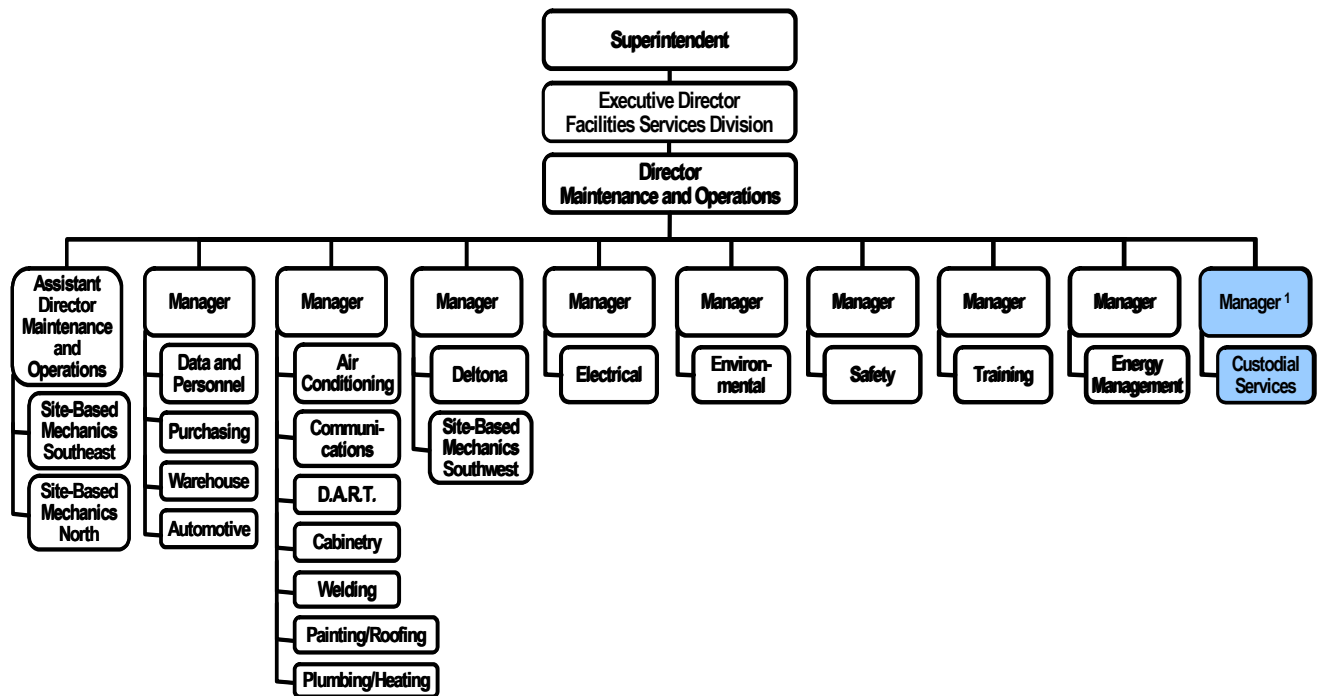 Superintendent
Executive Director
Facilities Services Division
Director
Maintenance and Operations
Assistant
Director
Maintenance
and
Operations
Site-Based
Mechanics
Southeast
Site-Based
Mechanics
North
Manager
Data and
Personnel
Purchasing
Warehouse
Automotive
Manager
Air
Conditioning
Communi-
cations
D.A.R.T.
Cabinetry
Welding
Painting/Roofing
Plumbing/Heating
Manager
Deltona
Site-Based
Mechanics
Southwest
Manager
Electrical
Manager
Environ-
mental
Manager
Safety
Manager
Training
Manager
Energy
Management
Manager 1
Custodial
Services